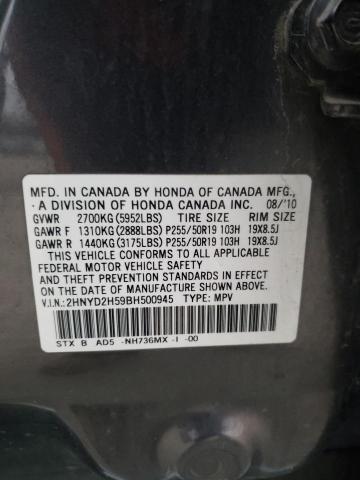 MFD. IN CANADA BY HONDA OF CANADA MFG.,
· A DIVISION OF HONDA CANADA INC. 08/'10
GVWR 2700KG(5952LBS) TIRE SIZE RIM SIZE
GAWR F 1310KG(2888LBS) P255/50R19 103H 19X8.5J
GAWR R 1440KG(3175LBS) P255/50R19 103H 19X8.5J
THIS VEHICLE CONFORMS TO ALL APPLICABLE
FEDERAL MOTOR VEHICLE SAFETY AND
THEFT PREVENTION STANDARDS IN EFFECT ON
THE DATE OF MANUFACTURE SHOWN ABOVE.
V.I.N.:2HNYD2H59BH500945 TYPE: MPV
STX B AD5 -NH736MX -I -00